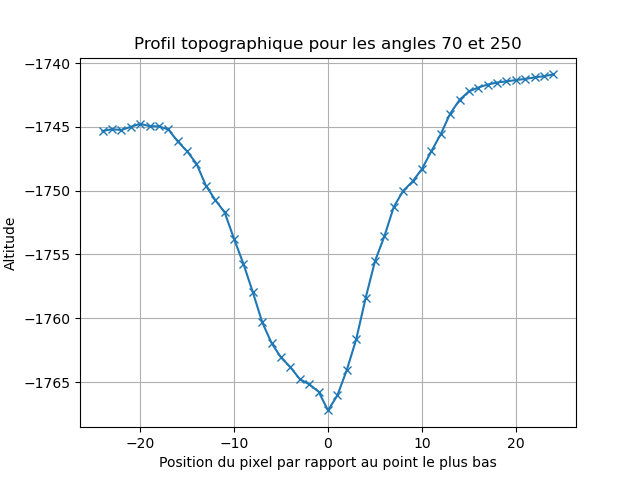 Profil topographique pour les angles 70 et 250
−1740
−1745
−1750
−1755
−1760
−1765
Altitude
−20 −10 0 10 20
Position du pixel par rapport au point le plus bas